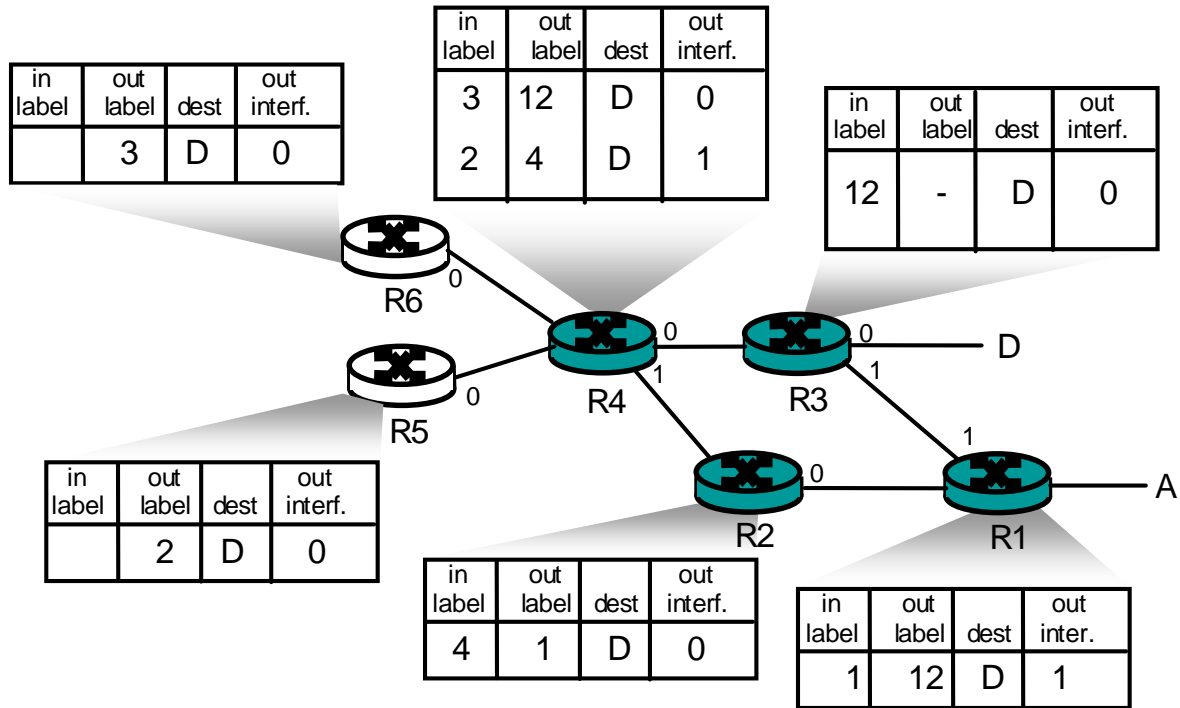 in out dest out
label label interf.
3 12 D 0
2 4 D 1
in out dest out
label label interf.
3 D 0
in out dest out
label label interf.
12 - D 0
R6
0
R5
0
R4
0
1
R3
0
1
D
in out dest out
label label interf.
2 D 0
R2
0
R1
1
A
in out dest out
label label interf.
4 1 D 0
in out dest out
label label inter.
1 12 D 1